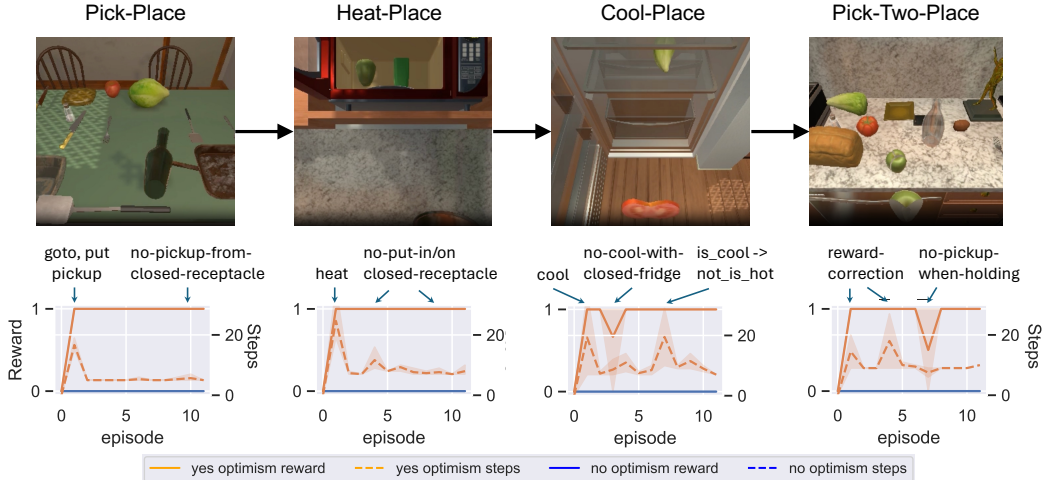 Pick-Place
Heat-Place
Cool-Place
Pick-Two-Place
goto, put
pickup
no-pickup-from-
closed-receptacle
heat
no-put-in/on
closed-receptacle
cool
no-cool-with-
closed-fridge
is_cool ->
not_is_hot
reward-
correction
no-pickup-
when-holding
Reward
1
0
20
0
Steps
0
5
10
episode
1
0
20
0
0
5
10
episode
1
0
20
0
0
5
10
episode
1
0
20
0
Steps
0
5
10
episode
yes optimism reward
yes optimism steps
no optimism reward
no optimism steps